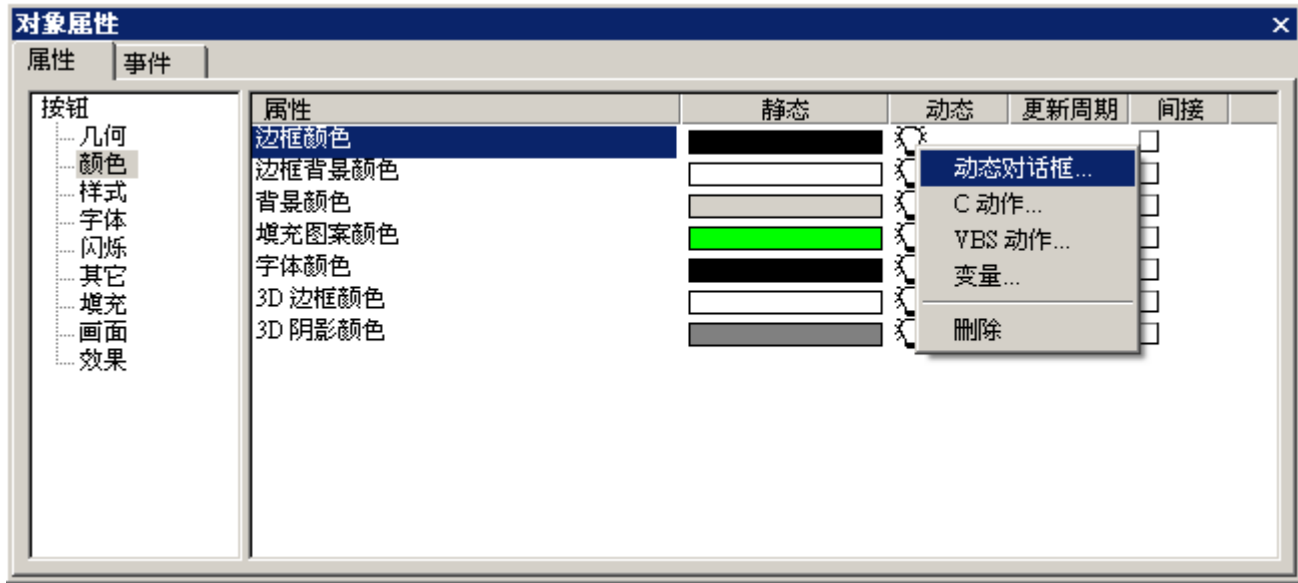 对象属性
属性 事件
按钮
几何
颜色
样式
字体
闪烁
其它
填充
画面
效果
属性 静态 动态 更新周期 间接
边框颜色
边框背景颜色
背景颜色
填充图案颜色
字体颜色
3D 边框颜色
3D 阴影颜色
动态对话框...
C 动作...
VBS 动作...
变量...
删除